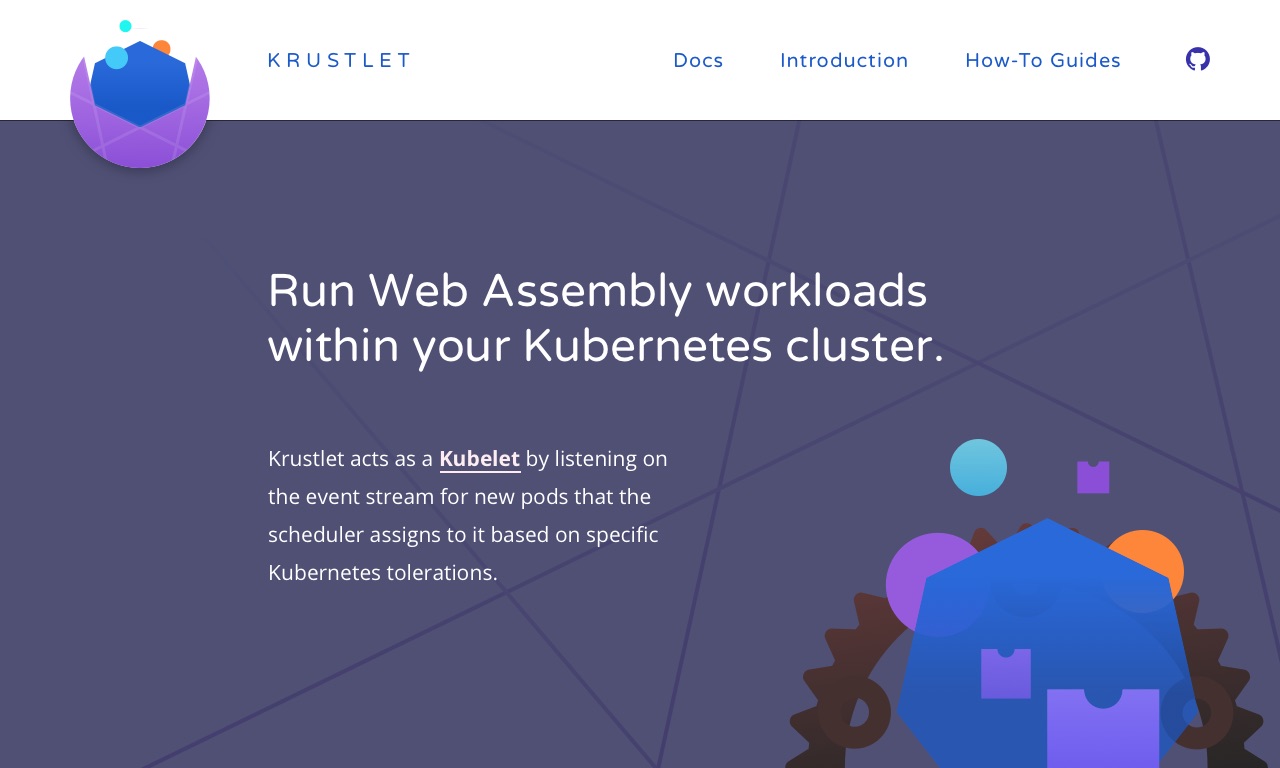 KRUSTLET
Docs
Introduction
How-To Guides
Run Web Assembly workloads
within your Kubernetes cluster.
Krustlet acts as a Kubelet by listening on
the event stream for new pods that the
scheduler assigns to it based on specific
Kubernetes tolerations.